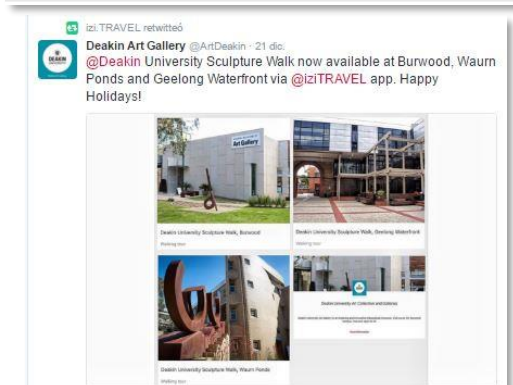 izi.TRAVEL retwitteó
Deakin Art Gallery @ArtDeakin · 21 dic.
@Deakin University Sculpture Walk now available at Burwood, Waurn
Ponds and Geelong Waterfront via @iziTRAVEL app. Happy
Holidays!
DEAKIN
Art Gallery
Deakin University Sculpture Walk, Burwood
Walking tour
Deakin University Sculpture Walk, Geelong Waterfront
Walking tour
Deakin University Sculpture Walk, Waurn Ponds
Walking tour
Deakin University Art Collection and Galleries